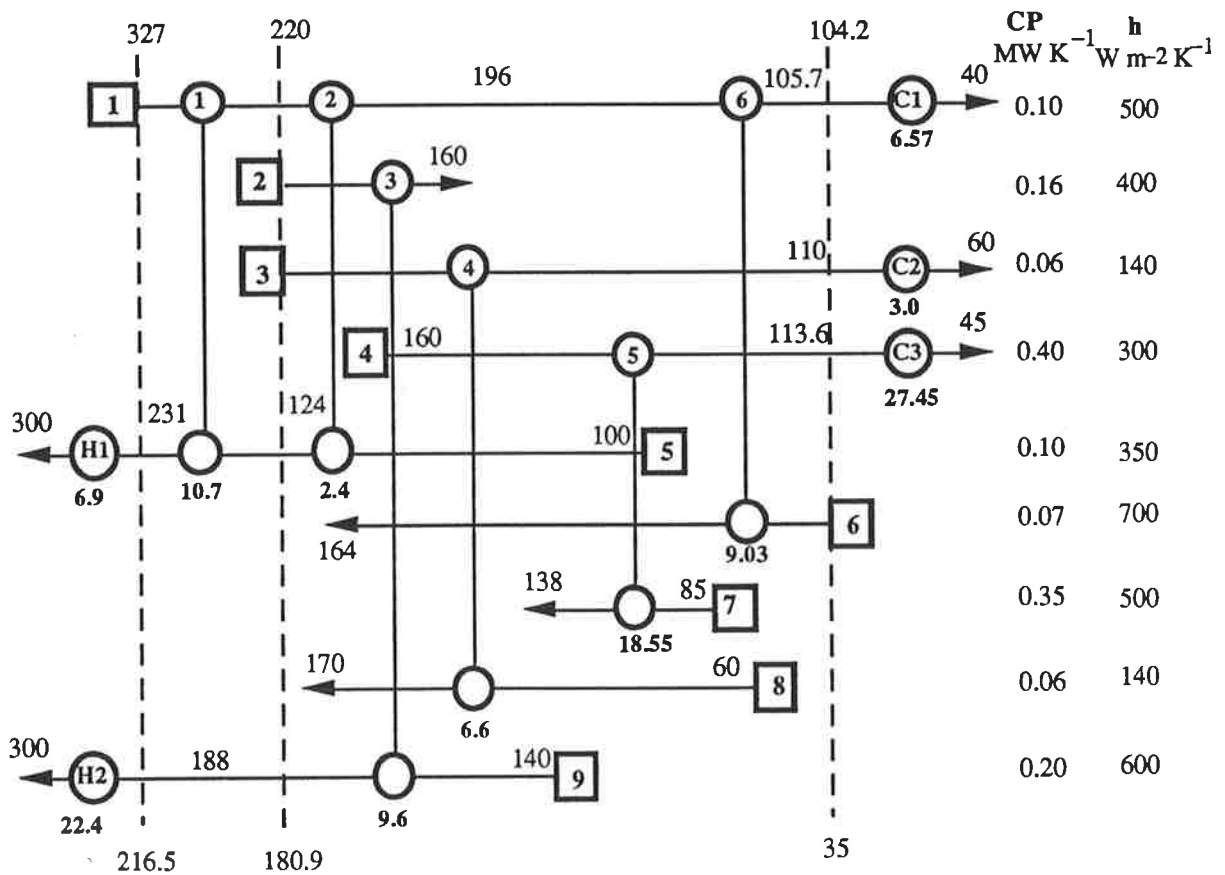 327 220 104.2 CP h
MW K⁻¹ W m-2 K⁻¹
1 1 2 196 6 105.7 C1 40 0.10 500
6.57
2 3 160 0.16 400
3 4 110 C2 60 0.06 140
3.0
4 160 5 113.6 C3 45 0.40 300
27.45
300 H1 231 124 100 5 0.10 350
6.9 10.7 2.4
164 6 0.07 700
9.03
138 85 7 0.35 500
18.55
170 60 8 0.06 140
6.6
300 H2 188 140 9 0.20 600
22.4 9.6
216.5 180.9 35